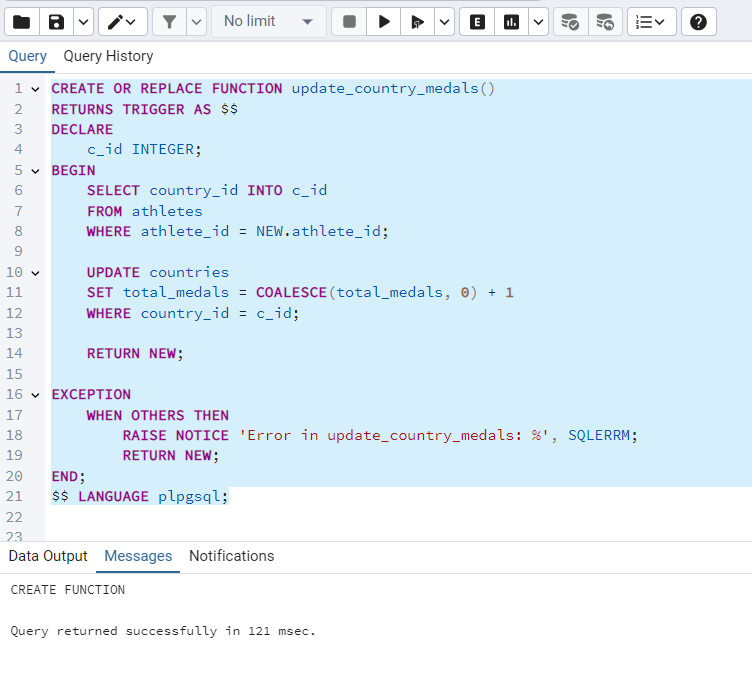 No limit
E
Query Query History
1 CREATE OR REPLACE FUNCTION update_country_medals()
2 RETURNS TRIGGER AS $$
3 DECLARE
4     c_id INTEGER;
5 BEGIN
6     SELECT country_id INTO c_id
7     FROM athletes
8     WHERE athlete_id = NEW.athlete_id;
9
10     UPDATE countries
11     SET total_medals = COALESCE(total_medals, 0) + 1
12     WHERE country_id = c_id;
13
14     RETURN NEW;
15
16 EXCEPTION
17     WHEN OTHERS THEN
18         RAISE NOTICE 'Error in update_country_medals: %', SQLERRM;
19         RETURN NEW;
20 END;
21 $$ LANGUAGE plpgsql;
22
23
Data Output Messages Notifications
CREATE FUNCTION
Query returned successfully in 121 msec.